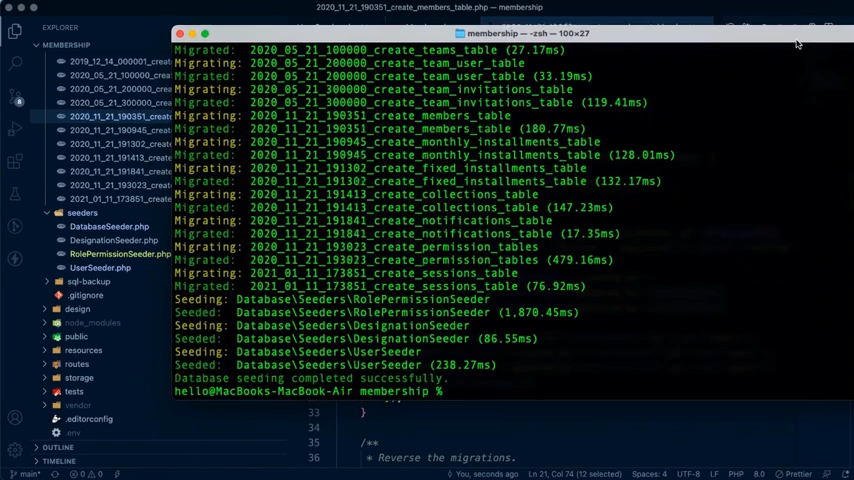 2020_11_21_190351_create_members_table.php — membership
EXPLORER
MEMBERSHIP
2019_12_14_000001_creat
2020_05_21_100000_creat
2020_05_21_200000_creat
2020_05_21_300000_creat
2020_11_21_190351_creat
2020_11_21_190945_creat
2020_11_21_191302_creat
2020_11_21_191413_creat
2020_11_21_191841_creat
2020_11_21_193023_creat
2021_01_11_173851_creat
seeders
DatabaseSeeder.php
DesignationSeeder.php
RolePermissionSeeder.php
UserSeeder.php
sql-backup
.gitignore
design
node_modules
public
resources
routes
storage
tests
vendor
.editorconfig
.env
OUTLINE
TIMELINE
8
membership — -zsh — 100×27
Migrated: 2020_05_21_100000_create_teams_table (27.17ms)
Migrating: 2020_05_21_200000_create_team_user_table
Migrated: 2020_05_21_200000_create_team_user_table (33.19ms)
Migrating: 2020_05_21_300000_create_team_invitations_table
Migrated: 2020_05_21_300000_create_team_invitations_table (119.41ms)
Migrating: 2020_11_21_190351_create_members_table
Migrated: 2020_11_21_190351_create_members_table (180.77ms)
Migrating: 2020_11_21_190945_create_monthly_installments_table
Migrated: 2020_11_21_190945_create_monthly_installments_table (128.01ms)
Migrating: 2020_11_21_191302_create_fixed_installments_table
Migrated: 2020_11_21_191302_create_fixed_installments_table (132.17ms)
Migrating: 2020_11_21_191413_create_collections_table
Migrated: 2020_11_21_191413_create_collections_table (147.23ms)
Migrating: 2020_11_21_191841_create_notifications_table
Migrated: 2020_11_21_191841_create_notifications_table (17.35ms)
Migrating: 2020_11_21_193023_create_permission_tables
Migrated: 2020_11_21_193023_create_permission_tables (479.16ms)
Migrating: 2021_01_11_173851_create_sessions_table
Migrated: 2021_01_11_173851_create_sessions_table (76.92ms)
Seeding: Database\Seeders\RolePermissionSeeder
Seeded: Database\Seeders\RolePermissionSeeder (1,870.45ms)
Seeding: Database\Seeders\DesignationSeeder
Seeded: Database\Seeders\DesignationSeeder (86.55ms)
Seeding: Database\Seeders\UserSeeder
Seeded: Database\Seeders\UserSeeder (238.27ms)
Database seeding completed successfully.
hello@MacBooks-MacBook-Air membership %
33 }
34
35 /**
36 * Reverse the migrations.
main* 0 0 You, seconds ago Ln 21, Col 74 (12 selected) Spaces: 4 UTF-8 LF PHP 8.0 Prettier